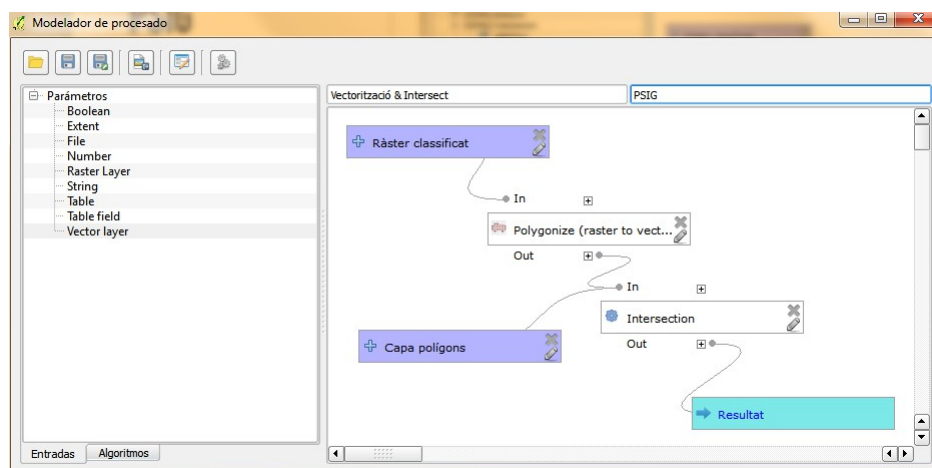 Modelador de procesado
Parámetros
Boolean
Extent
File
Number
Raster Layer
String
Table
Table field
Vector layer
Entradas
Algoritmos
Vectorització & Intersect
PSIG
Ràster classificat
In
Polygonize (raster to vect...
Out
In
Intersection
Capa polígons
Out
Resultat